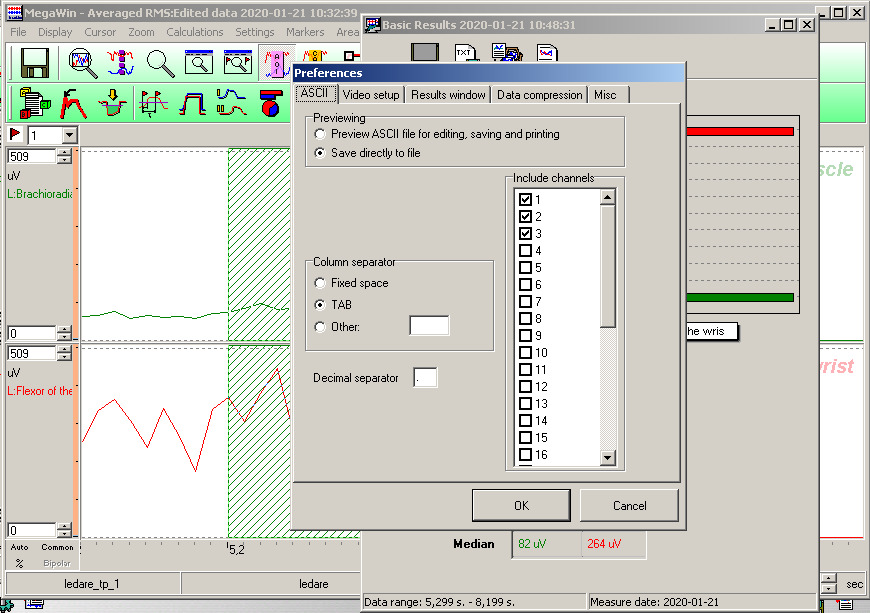 MegaWin - Averaged RMS:Edited data 2020-01-21 10:32:39
File Display Cursor Zoom Calculations Settings Markers Area
Basic Results 2020-01-21 10:48:31
TXT
Preferences
ASCII Video setup Results window Data compression Misc
Previewing
Preview ASCII file for editing, saving and printing
Save directly to file
Include channels
1
2
3
4
5
6
7
8
9
10
11
12
13
14
15
16
Column separator
Fixed space
TAB
Other:
Decimal separator
.
OK Cancel
1
509
uV
L:Brachioradia
0
509
uV
L:Flexor of the
0
Auto Common
% Bipolar
5,2
scle
he wris
wrist
Median 82 uV 264 uV
ledare_tp_1 ledare sec
Data range: 5,299 s. - 8,199 s. Measure date: 2020-01-21